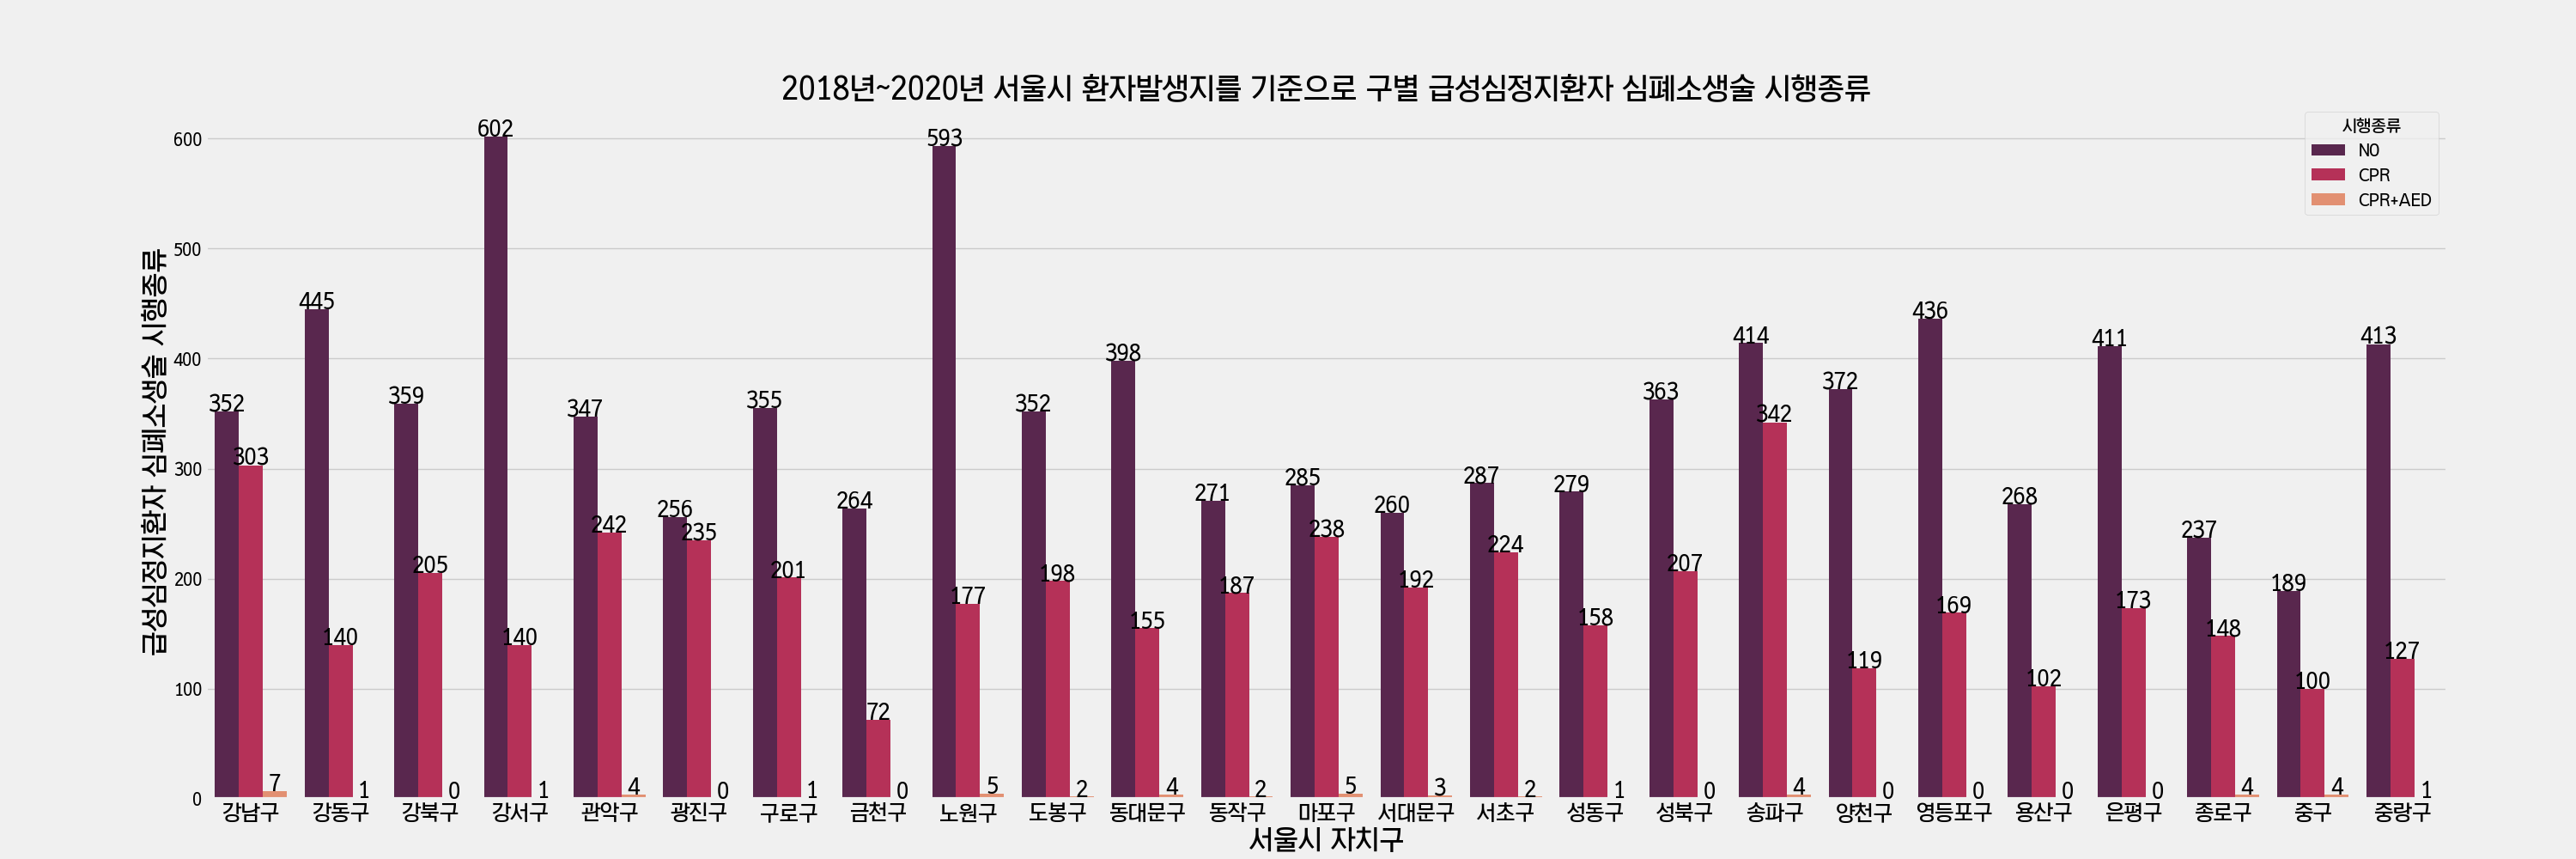 2018년~2020년 서울시 환자발생지를 기준으로 구별 급성심정지환자 심폐소생술 시행종류
시행종류
NO
CPR
CPR+AED
급성심정지환자 심폐소생술 시행종류
600
500
400
300
200
100
0
352 303 7
445 140 1
359 205 0
602 140 1
347 242 4
256 235 0
355 201 1
264 72 0
593 177 5
352 198 2
398 155 4
271 187 2
285 238 5
260 192 3
287 224 2
279 158 1
363 207 0
414 342 4
372 119 0
436 169 0
268 102 0
411 173 0
237 148 4
189 100 4
413 127 1
강남구 강동구 강북구 강서구 관악구 광진구 구로구 금천구 노원구 도봉구 동대문구 동작구 마포구 서대문구 서초구 성동구 성북구 송파구 양천구 영등포구 용산구 은평구 종로구 중구 중랑구
서울시 자치구